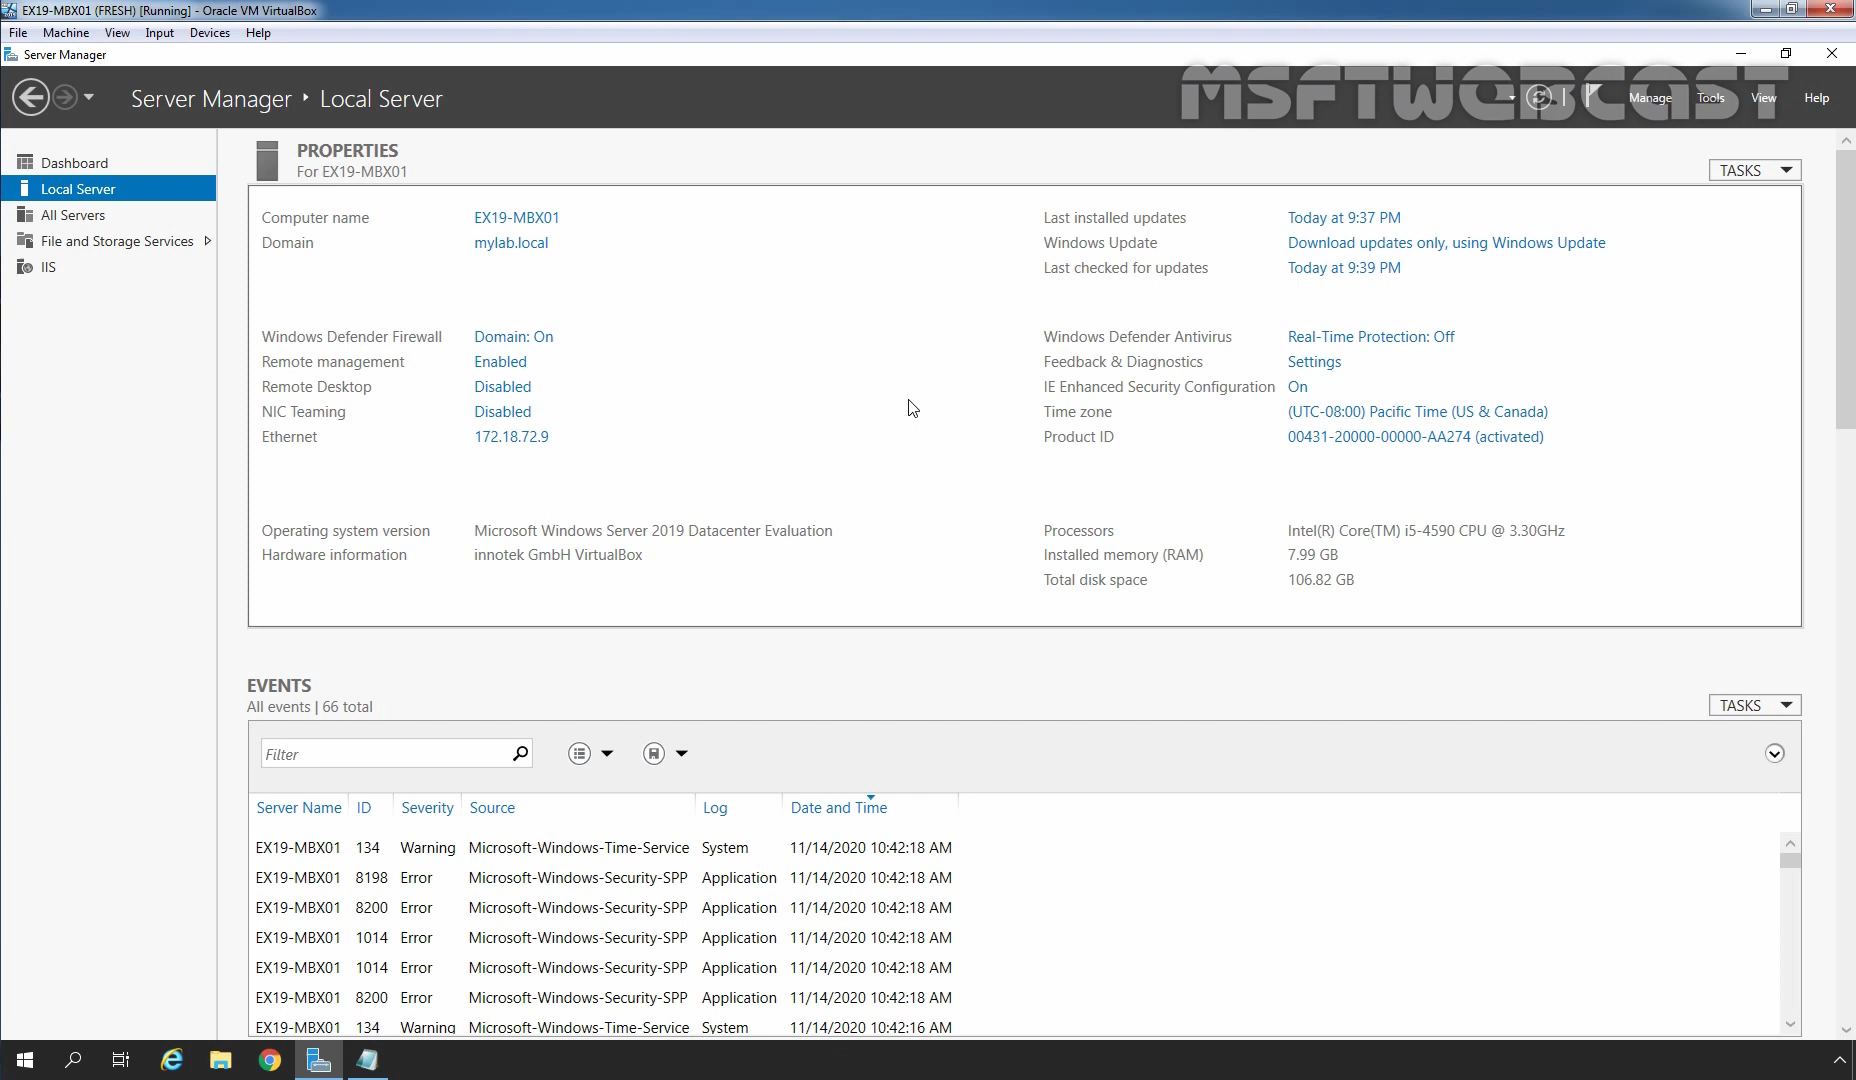 EX19-MBX01 (FRESH) [Running] - Oracle VM VirtualBox
File Machine View Input Devices Help
Server Manager
Server Manager ‣ Local Server
MSFTWEBCAST
Manage Tools View Help
Dashboard
Local Server
All Servers
File and Storage Services
IIS
PROPERTIES
For EX19-MBX01
TASKS
Computer name EX19-MBX01 Last installed updates Today at 9:37 PM
Domain mylab.local Windows Update Download updates only, using Windows Update
Last checked for updates Today at 9:39 PM
Windows Defender Firewall Domain: On Windows Defender Antivirus Real-Time Protection: Off
Remote management Enabled Feedback & Diagnostics Settings
Remote Desktop Disabled IE Enhanced Security Configuration On
NIC Teaming Disabled Time zone (UTC-08:00) Pacific Time (US & Canada)
Ethernet 172.18.72.9 Product ID 00431-20000-00000-AA274 (activated)
Operating system version Microsoft Windows Server 2019 Datacenter Evaluation Processors Intel(R) Core(TM) i5-4590 CPU @ 3.30GHz
Hardware information innotek GmbH VirtualBox Installed memory (RAM) 7.99 GB
Total disk space 106.82 GB
EVENTS
All events | 66 total
TASKS
Filter
Server Name ID Severity Source Log Date and Time
EX19-MBX01 134 Warning Microsoft-Windows-Time-Service System 11/14/2020 10:42:18 AM
EX19-MBX01 8198 Error Microsoft-Windows-Security-SPP Application 11/14/2020 10:42:18 AM
EX19-MBX01 8200 Error Microsoft-Windows-Security-SPP Application 11/14/2020 10:42:18 AM
EX19-MBX01 1014 Error Microsoft-Windows-Security-SPP Application 11/14/2020 10:42:18 AM
EX19-MBX01 1014 Error Microsoft-Windows-Security-SPP Application 11/14/2020 10:42:18 AM
EX19-MBX01 8200 Error Microsoft-Windows-Security-SPP Application 11/14/2020 10:42:18 AM
EX19-MBX01 134 Warning Microsoft-Windows-Time-Service System 11/14/2020 10:42:16 AM